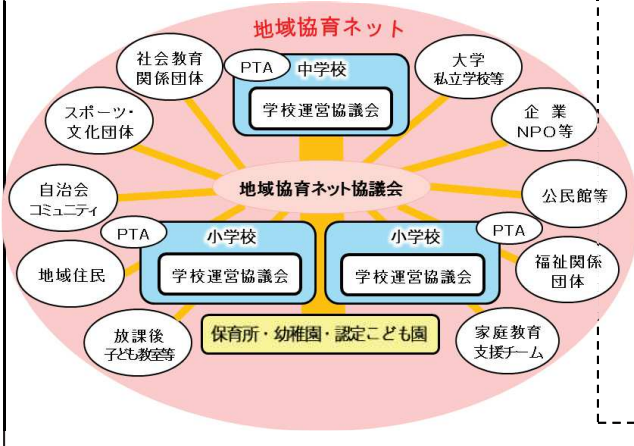 地域協育ネット
社会教育
関係団体
PTA
中学校
学校運営協議会
大学
私立学校等
スポーツ・
文化団体
企業
NPO等
自治会
コミュニティ
地域協育ネット協議会
公民館等
PTA
小学校
学校運営協議会
小学校
PTA
学校運営協議会
地域住民
福祉関係
団体
放課後
子ども教室等
保育所・幼稚園・認定こども園
家庭教育
支援チーム